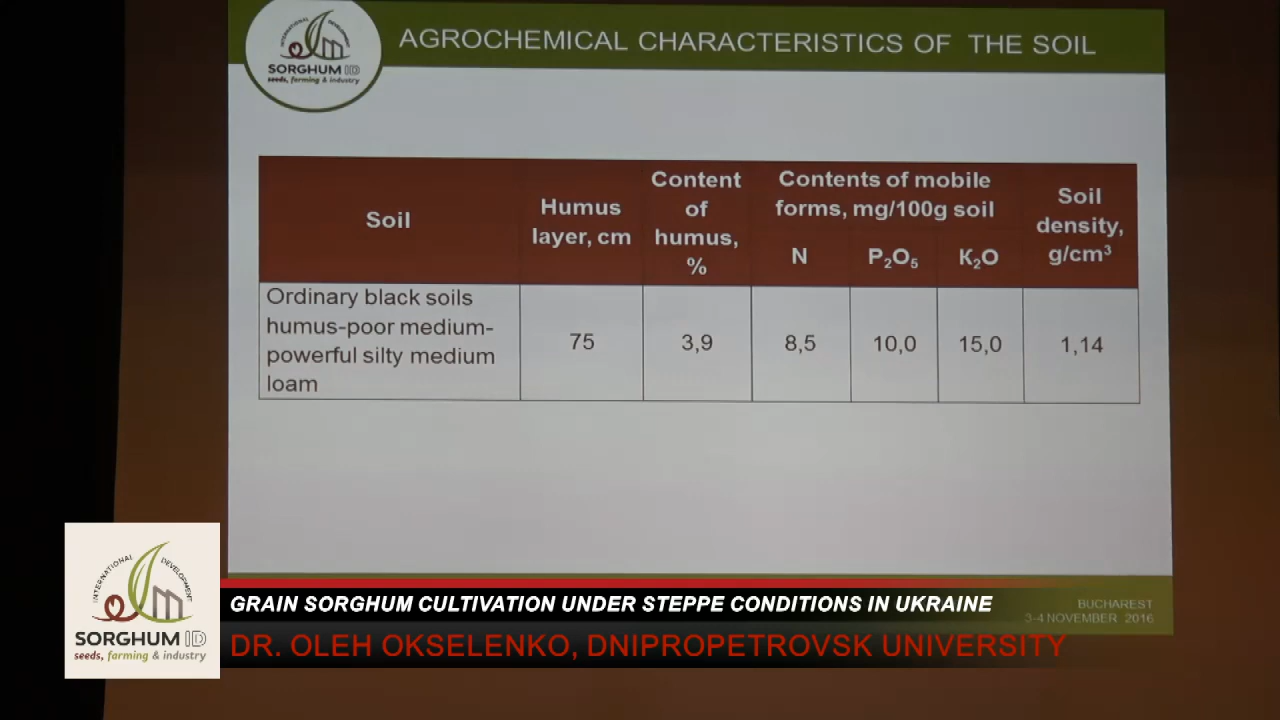 INTERNATIONAL DEVELOPMENT
SORGHUM ID
seeds, farming & industry
AGROCHEMICAL CHARACTERISTICS OF THE SOIL
Soil
Humus
layer, cm
Content
of
humus,
%
Contents of mobile
forms, mg/100g soil
N
P₂O₅
K₂O
Soil
density,
g/cm³
Ordinary black soils
humus-poor medium-
powerful silty medium
loam
75
3,9
8,5
10,0
15,0
1,14
BUCHAREST
3-4 NOVEMBER 2016
INTERNATIONAL DEVELOPMENT
SORGHUM ID
seeds, farming & industry
GRAIN SORGHUM CULTIVATION UNDER STEPPE CONDITIONS IN UKRAINE
DR. OLEH OKSELENKO, DNIPROPETROVSK UNIVERSITY